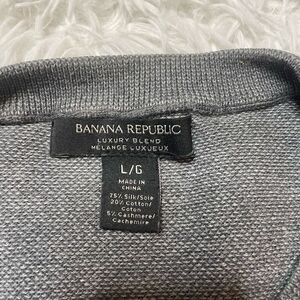 BANANA REPUBLIC
LUXURY BLEND
MÉLANGE LUXUEUX
L/G
MADE IN
CHINA
75% Silk/Soie
20% Cotton/
Coton
5% Cashmere/
Cachemire